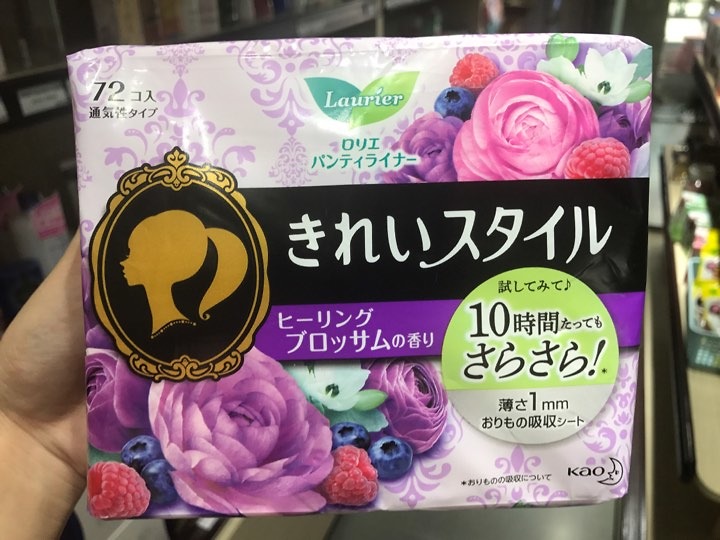 72コ入
通気性タイプ
Laurier
ロリエ
パンティライナー
きれいスタイル
ヒーリング
ブロッサムの香り
試してみて♪
10時間たっても
さらさら!*
薄さ1mm
おりもの吸収シート
*おりものの吸収について
Kao